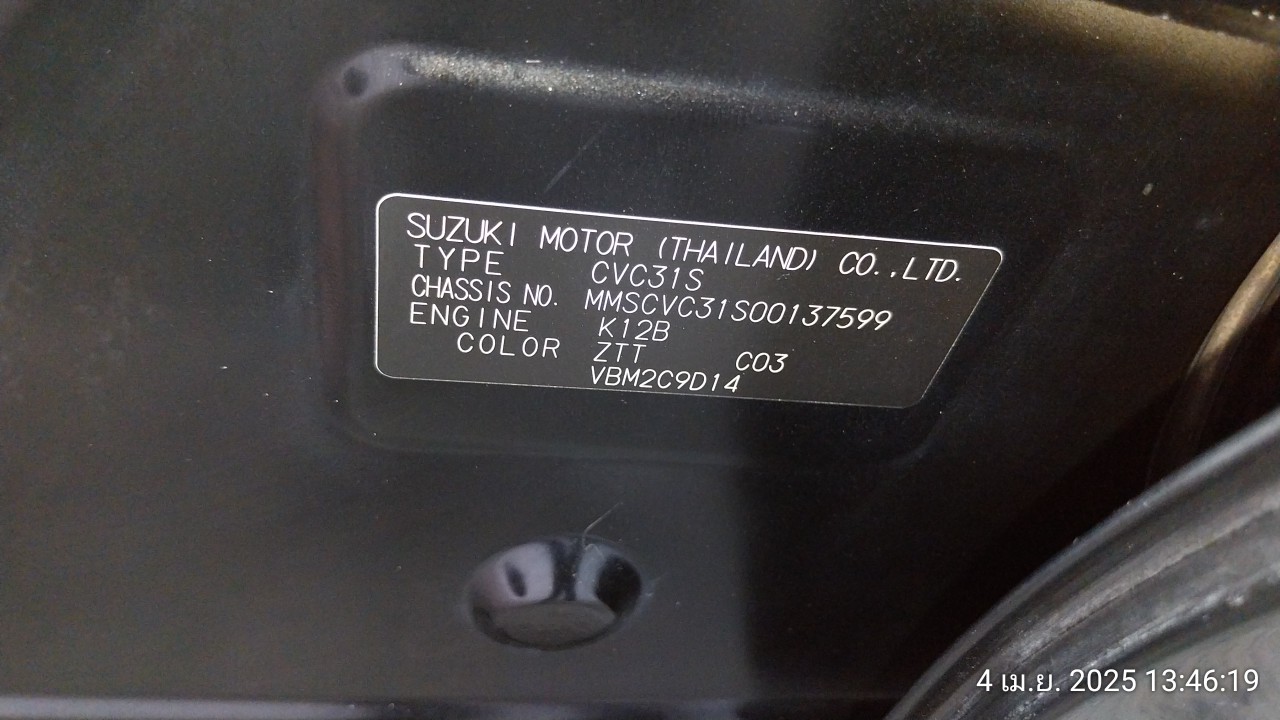 SUZUKI MOTOR (THAILAND) CO.,LTD.
TYPE CVC31S
CHASSIS NO. MMSCVC31S00137599
ENGINE K12B
COLOR ZTT C03
VBM2C9D14
4 เม.ย. 2025 13:46:19